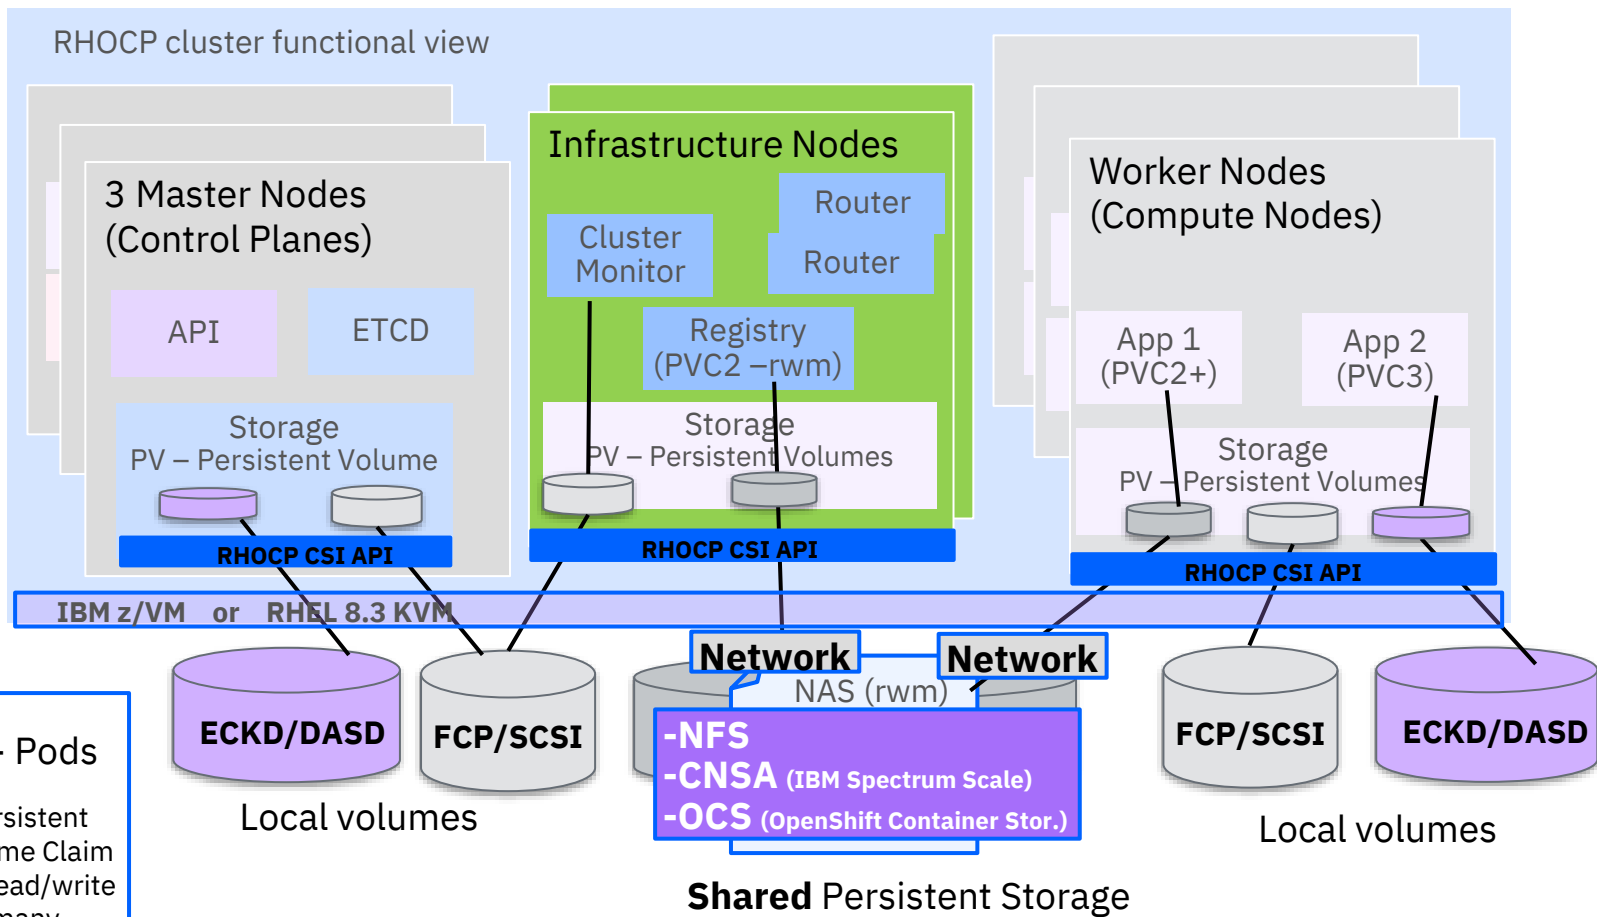 RHOCP cluster functional view
3 Master Nodes
(Control Planes)
API
ETCD
Storage
PV – Persistent Volume
RHOCP CSI API
Infrastructure Nodes
Router
Cluster
Monitor
Router
Registry
(PVC2 –rwm)
Storage
PV – Persistent Volumes
RHOCP CSI API
Worker Nodes
(Compute Nodes)
App 1
(PVC2+)
App 2
(PVC3)
Storage
PV – Persistent Volumes
RHOCP CSI API
IBM z/VM or RHEL 8.3 KVM
ECKD/DASD
FCP/SCSI
Local volumes
Network
Network
NAS (rwm)
-NFS
-CNSA (IBM Spectrum Scale)
-OCS (OpenShift Container Stor.)
Shared Persistent Storage
FCP/SCSI
ECKD/DASD
Local volumes
Pods
Claim